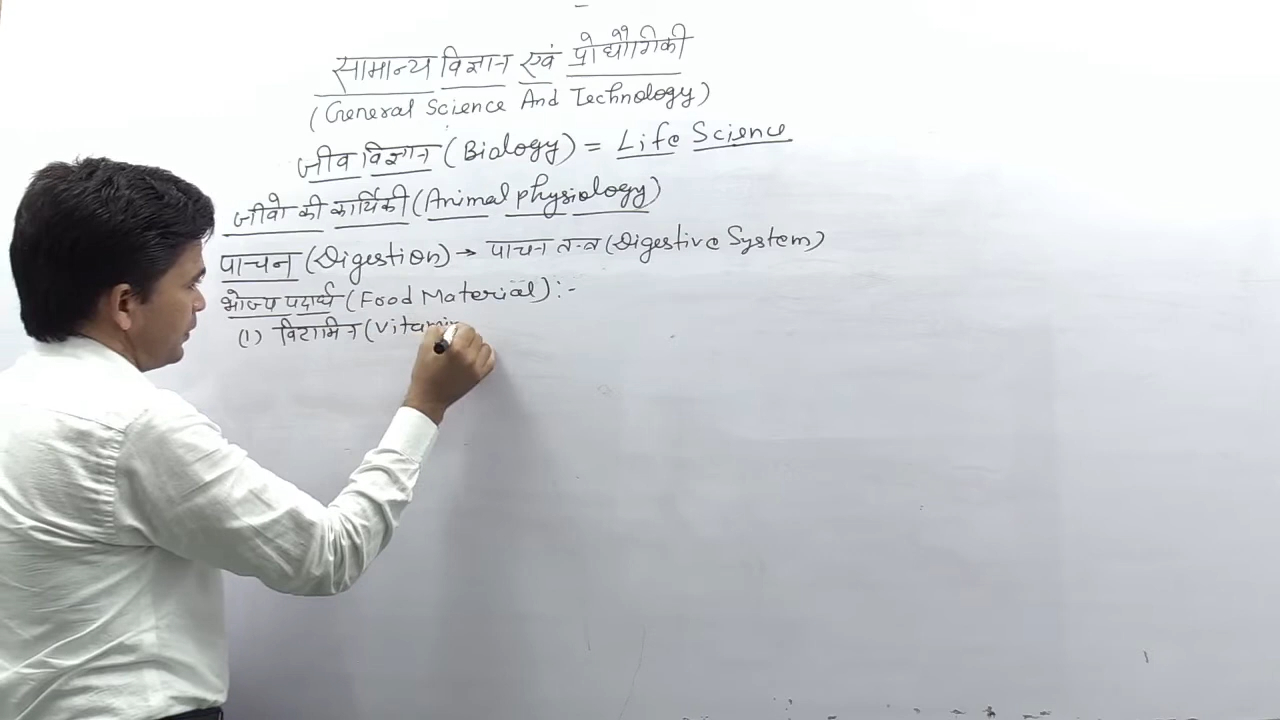 सामान्य विज्ञान एवं प्रोद्यौगिकी
(General Science And Technology)
जीव विज्ञान (Biology) = Life Science
जीवो की कार्यिकी (Animal physiology)
पाचन (Digestion) → पाचन तन्त्र (Digestive System)
भोज्य पदार्थ (Food Material) :-
(1) विटामिन (Vitamin